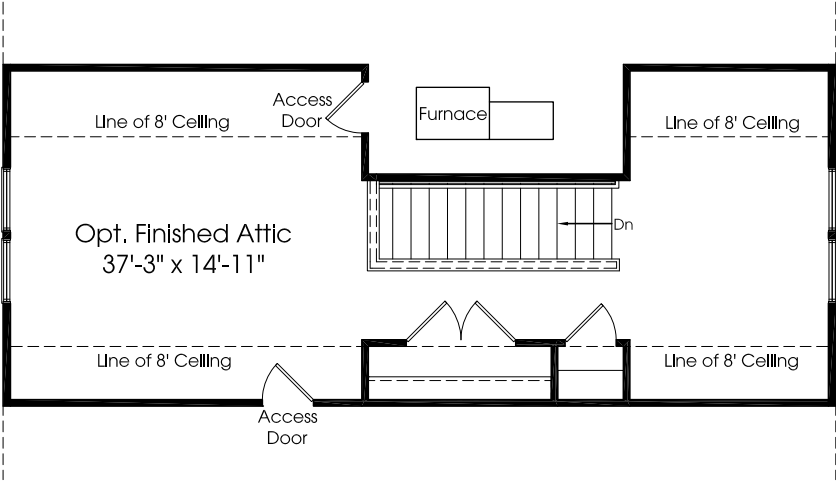 Access
Door
Furnace
Line of 8' Ceiling
Line of 8' Ceiling
Opt. Finished Attic
37'-3" x 14'-11"
Dn
Line of 8' Ceiling
Line of 8' Ceiling
Access
Door